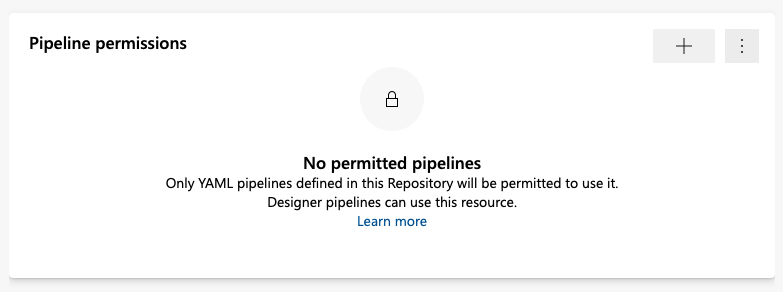 Pipeline permissions
No permitted pipelines
Only YAML pipelines defined in this Repository will be permitted to use it.
Designer pipelines can use this resource.
Learn more